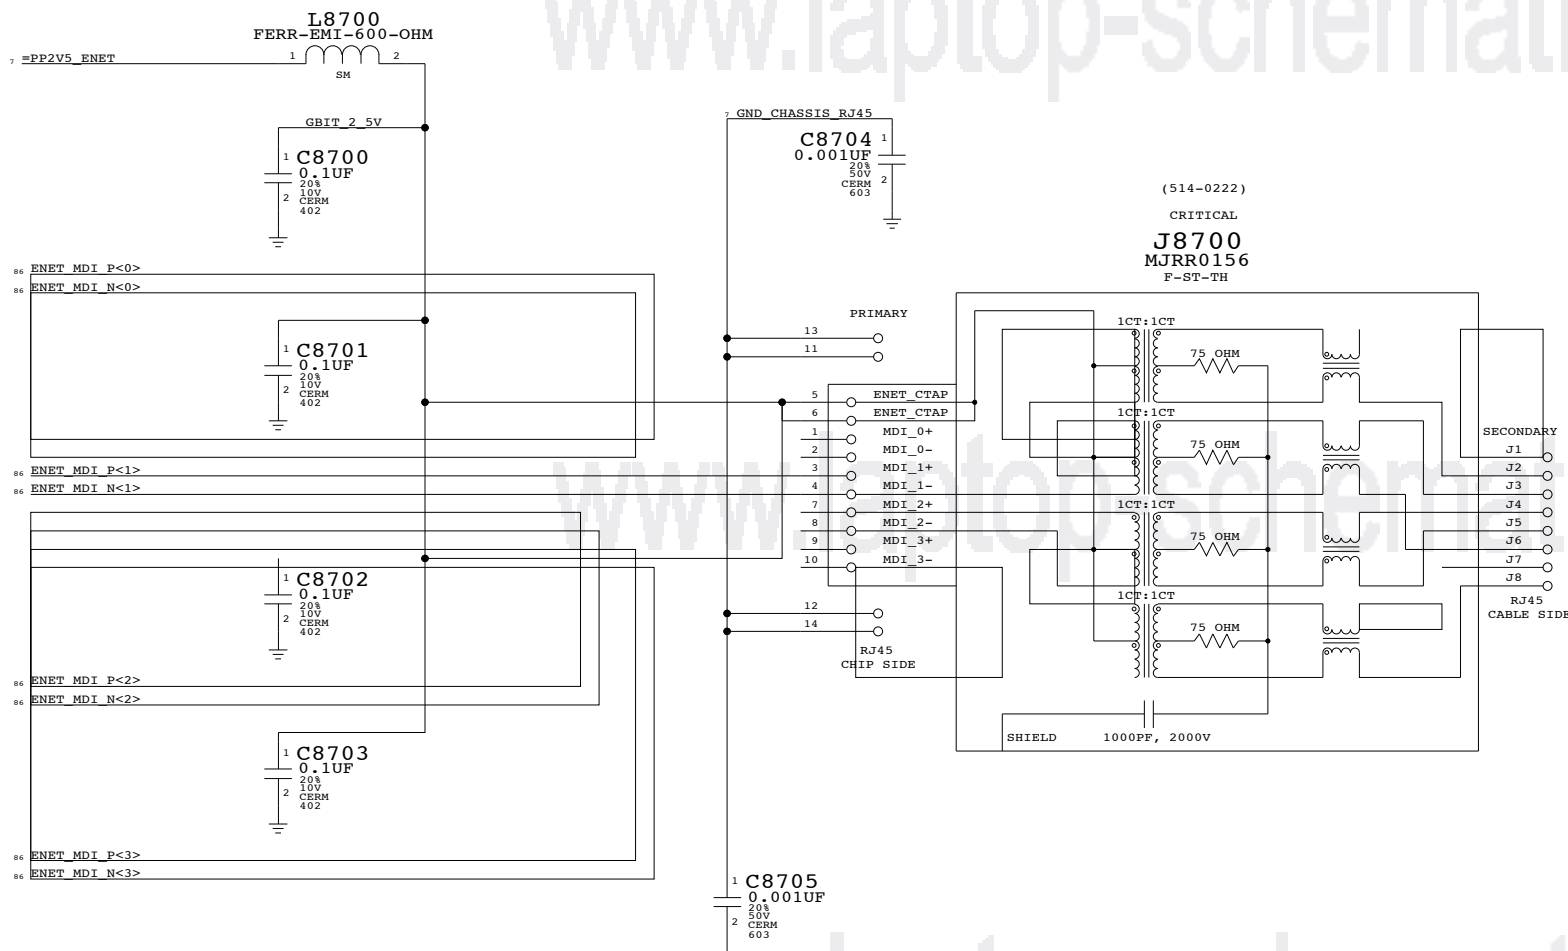 www.laptop-schemat
L8700
FERR-EMI-600-OHM
1 2
SM
7 =PP2V5_ENET
GBIT_2_5V
1 C8700
0.1UF
20%
10V
2 CERM
402
7 GND_CHASSIS_RJ45
C8704 1
0.001UF
20%
50V
CERM 2
603
(514-0222)
CRITICAL
J8700
MJRR0156
F-ST-TH
86 ENET_MDI_P<0>
86 ENET_MDI_N<0>
1 C8701
0.1UF
20%
10V
2 CERM
402
PRIMARY
13
11
5 ENET_CTAP
6 ENET_CTAP
1 MDI_0+
2 MDI_0-
3 MDI_1+
4 MDI_1-
7 MDI_2+
8 MDI_2-
9 MDI_3+
10 MDI_3-
12
14
RJ45
CHIP SIDE
1CT:1CT
75 OHM
1CT:1CT
75 OHM
1CT:1CT
75 OHM
1CT:1CT
75 OHM
SHIELD
1000PF, 2000V
SECONDARY
J1
J2
J3
J4
J5
J6
J7
J8
RJ45
CABLE SIDE
www.laptop-schemat
86 ENET_MDI_P<1>
86 ENET_MDI_N<1>
1 C8702
0.1UF
20%
10V
2 CERM
402
86 ENET_MDI_P<2>
86 ENET_MDI_N<2>
1 C8703
0.1UF
20%
10V
2 CERM
402
86 ENET_MDI_P<3>
86 ENET_MDI_N<3>
1 C8705
0.001UF
20%
50V
2 CERM
603